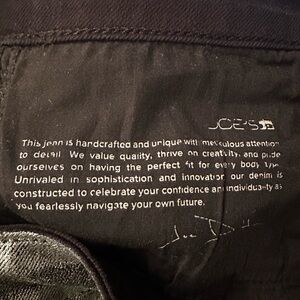 JOE'S
This jean is handcrafted and unique with meticulous attention
to detail. We value quality, thrive on creativity, and pride
ourselves on having the perfect fit for every body type.
Unrivaled in sophistication and innovation our denim is
constructed to celebrate your confidence and individuality as
you fearlessly navigate your own future.